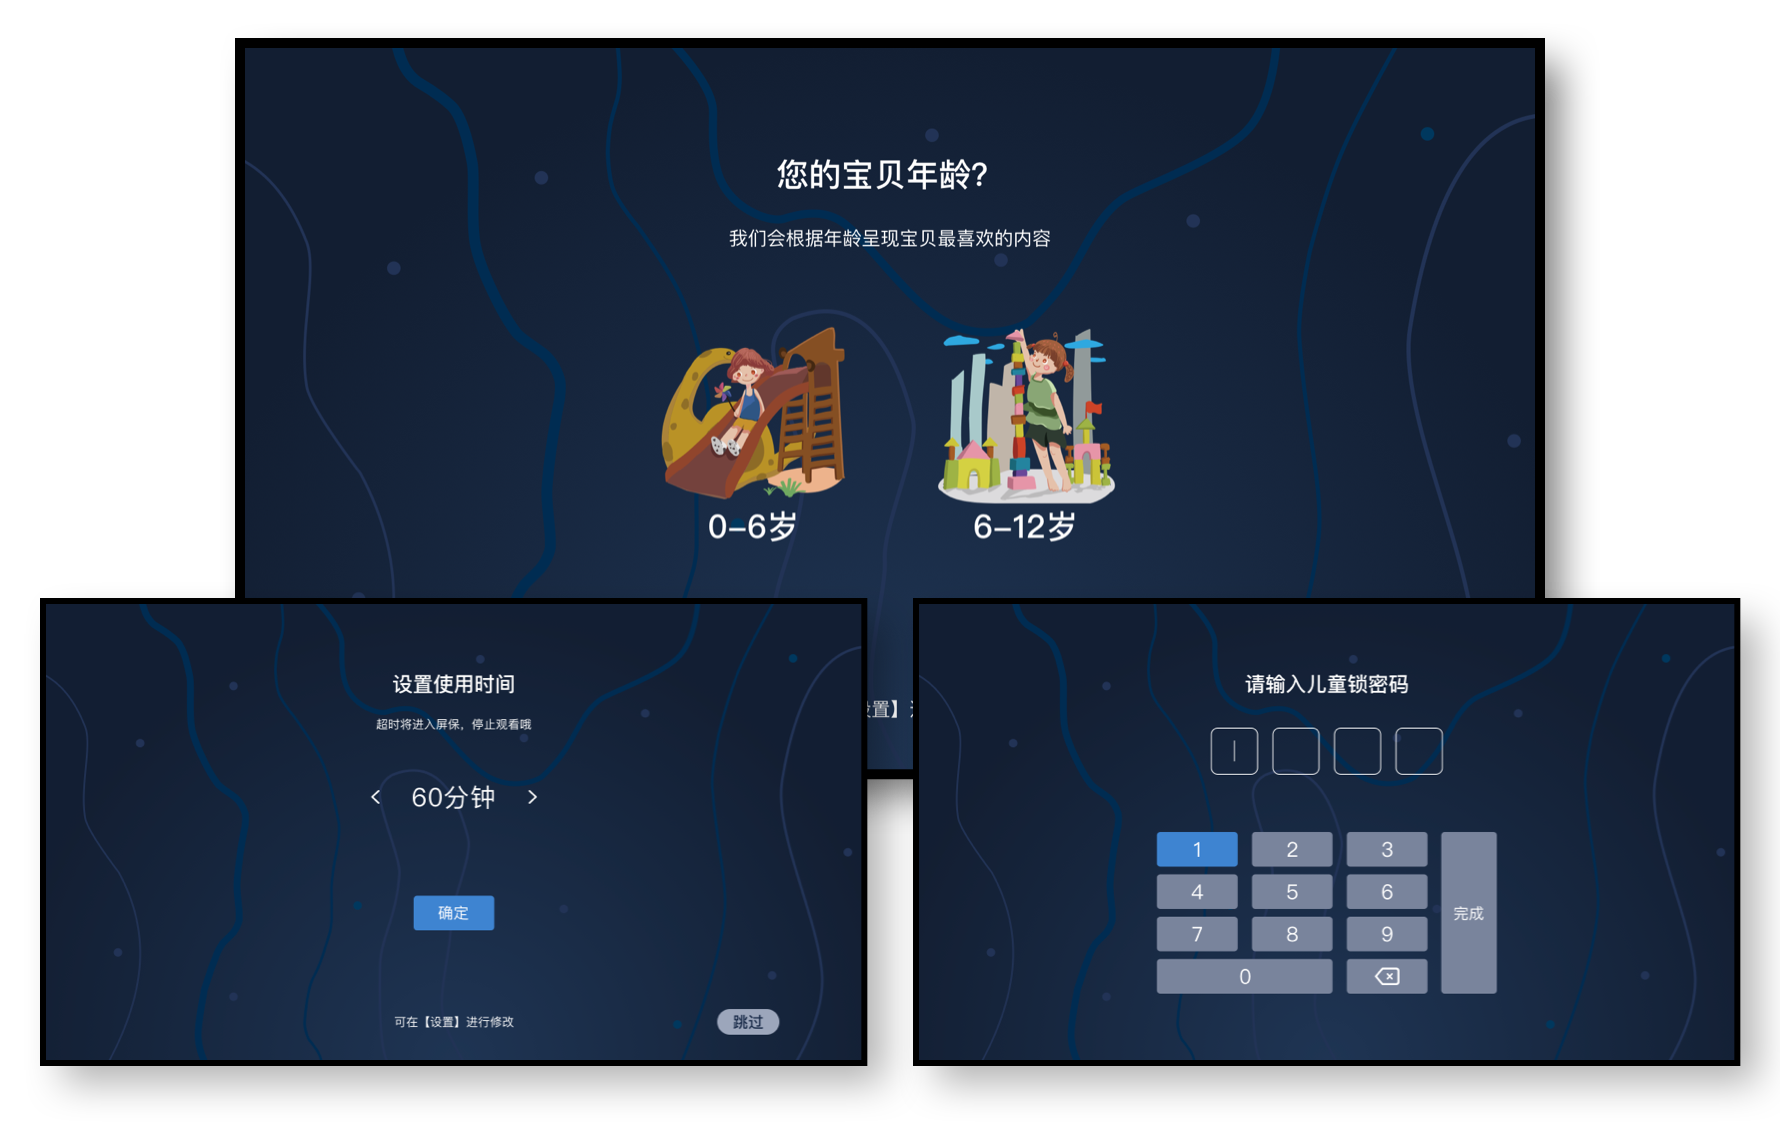 您的宝贝年龄?
我们会根据年龄呈现宝贝最喜欢的内容
0-6岁
6-12岁
置】
设置使用时间
超时将进入屏保，停止观看哦
60分钟
确定
可在【设置】进行修改
跳过
请输入儿童锁密码
1 2 3
4 5 6
完成
7 8 9
0